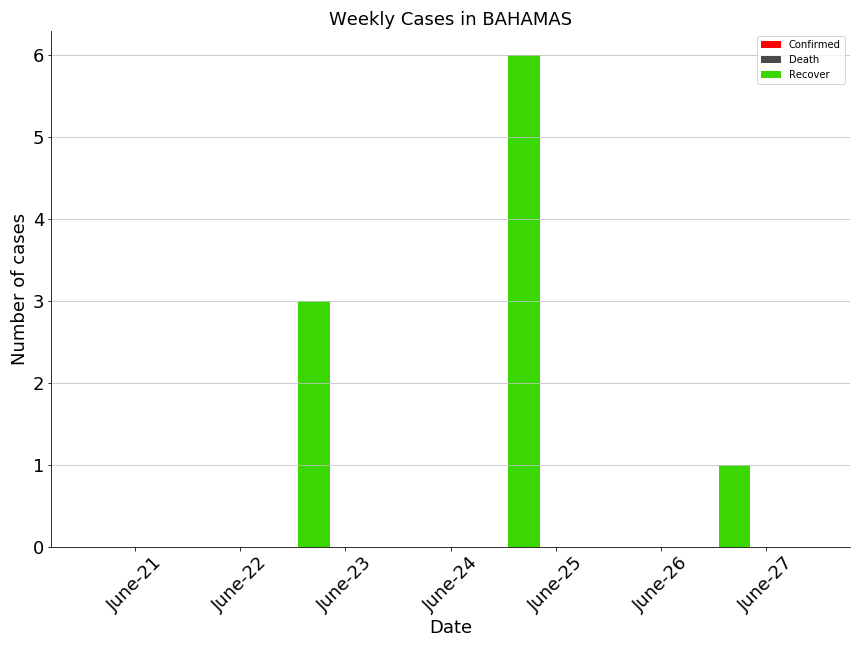 Weekly Cases in BAHAMAS
Confirmed
Death
Recover
Number of cases
6
5
4
3
2
1
0
June-21
June-22
June-23
June-24
June-25
June-26
June-27
Date